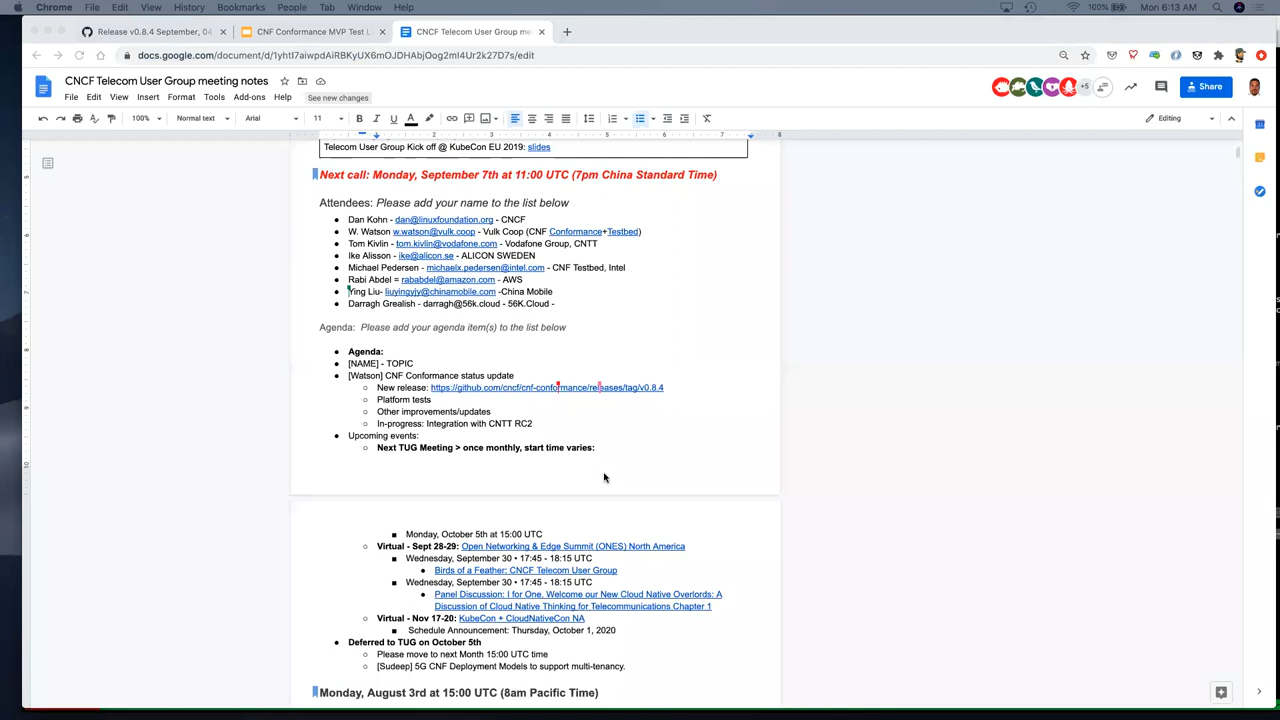 Chrome File Edit View History Bookmarks People Tab Window Help 100% Mon 6:13 AM
Release v0.8.4 September, 04 × CNF Conformance MVP Test L × CNCF Telecom User Group meet × +
CNCF Telecom User Group meeting notes
File Edit View Insert Format Tools Add-ons Help See new changes
+5 Share
100% Normal text Arial 11 B I U A Editing
Telecom User Group Kick off @ KubeCon EU 2019: slides
Next call: Monday, September 7th at 11:00 UTC (7pm China Standard Time)
Attendees: Please add your name to the list below
● Dan Kohn - dan@linuxfoundation.org - CNCF
● W. Watson w.watson@vulk.coop - Vulk Coop (CNF Conformance+Testbed)
● Tom Kivlin - tom.kivlin@vodafone.com - Vodafone Group, CNTT
● Ike Alisson - ike@alicon.se - ALICON SWEDEN
● Michael Pedersen - michaelx.pedersen@intel.com - CNF Testbed, Intel
● Rabi Abdel = rababdel@amazon.com - AWS
● Ying Liu- liuyingyjy@chinamobile.com -China Mobile
● Darragh Grealish - darragh@56k.cloud - 56K.Cloud -
Agenda: Please add your agenda item(s) to the list below
● Agenda:
● [NAME] - TOPIC
● [Watson] CNF Conformance status update
○ New release: https://github.com/cncf/cnf-conformance/releases/tag/v0.8.4
○ Platform tests
○ Other improvements/updates
○ In-progress: Integration with CNTT RC2
● Upcoming events:
○ Next TUG Meeting > once monthly, start time varies:
■ Monday, October 5th at 15:00 UTC
○ Virtual - Sept 28-29: Open Networking & Edge Summit (ONES) North America
■ Wednesday, September 30 • 17:45 - 18:15 UTC
● Birds of a Feather: CNCF Telecom User Group
■ Wednesday, September 30 • 17:45 - 18:15 UTC
● Panel Discussion: I for One, Welcome our New Cloud Native Overlords: A
Discussion of Cloud Native Thinking for Telecommunications Chapter 1
○ Virtual - Nov 17-20: KubeCon + CloudNativeCon NA
■ Schedule Announcement: Thursday, October 1, 2020
● Deferred to TUG on October 5th
○ Please move to next Month 15:00 UTC time
○ [Sudeep] 5G CNF Deployment Models to support multi-tenancy.
Monday, August 3rd at 15:00 UTC (8am Pacific Time)